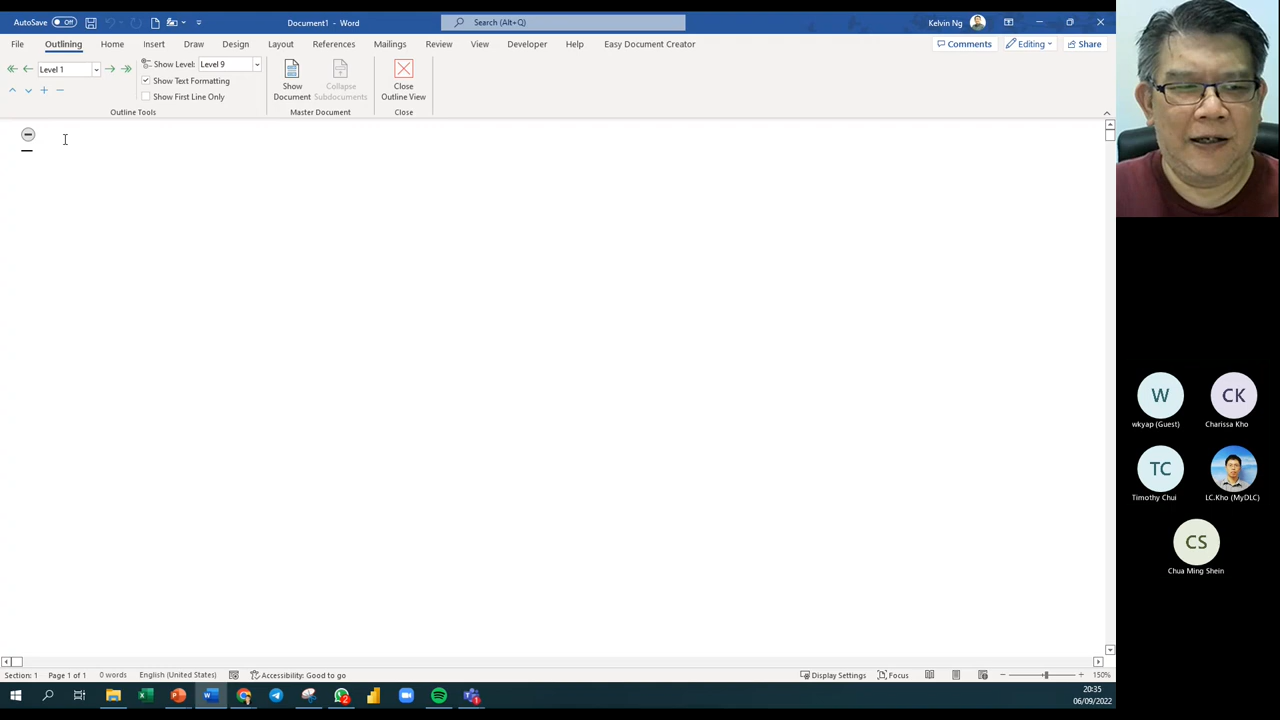 AutoSave Off Document1 - Word Search (Alt+Q) Kelvin Ng
File Outlining Home Insert Draw Design Layout References Mailings Review View Developer Help Easy Document Creator Comments Editing Share
Level 1 Show Level: Level 9
Show Text Formatting
Show First Line Only
Show Document
Collapse Subdocuments
Close Outline View
Outline Tools Master Document Close
W
wkyap (Guest)
CK
Charissa Kho
TC
Timothy Chui
LC.Kho (MyDLC)
CS
Chua Ming Shein
Section: 1 Page 1 of 1 0 words English (United States) Accessibility: Good to go Display Settings Focus 150%
2
20:35
06/09/2022